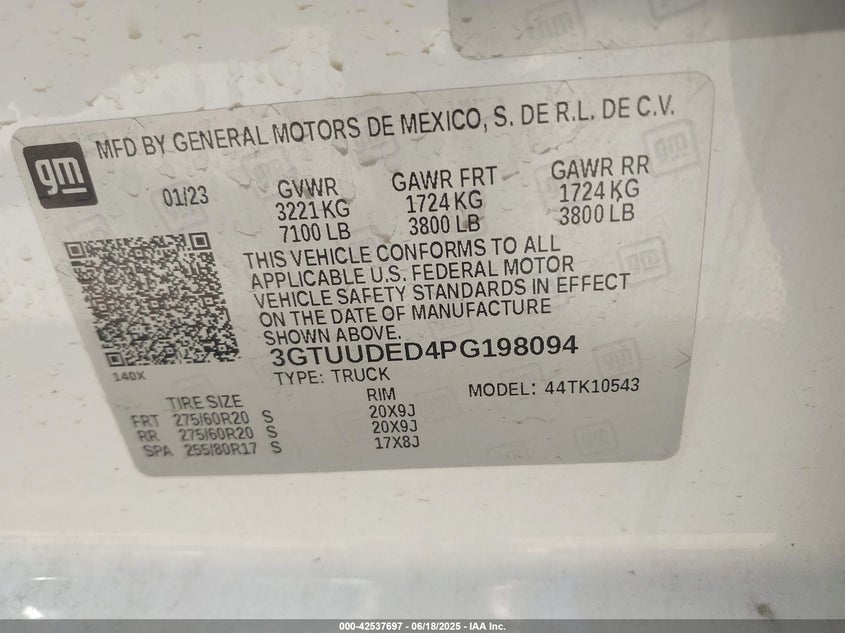 MFD BY GENERAL MOTORS DE MEXICO, S. DE R.L. DE C.V.
gm
01/23
GVWR GAWR FRT GAWR RR
3221 KG 1724 KG 1724 KG
7100 LB 3800 LB 3800 LB
THIS VEHICLE CONFORMS TO ALL
APPLICABLE U.S. FEDERAL MOTOR
VEHICLE SAFETY STANDARDS IN EFFECT
ON THE DATE OF MANUFACTURE
SHOWN ABOVE.
3GTUUDED4PG198094
140X
TYPE: TRUCK
MODEL: 44TK10543
TIRE SIZE RIM
FRT 275/60R20 S 20X9J
RR 275/60R20 S 20X9J
SPA 255/80R17 S 17X8J
000-42537697 - 06/18/2025 - IAA Inc.